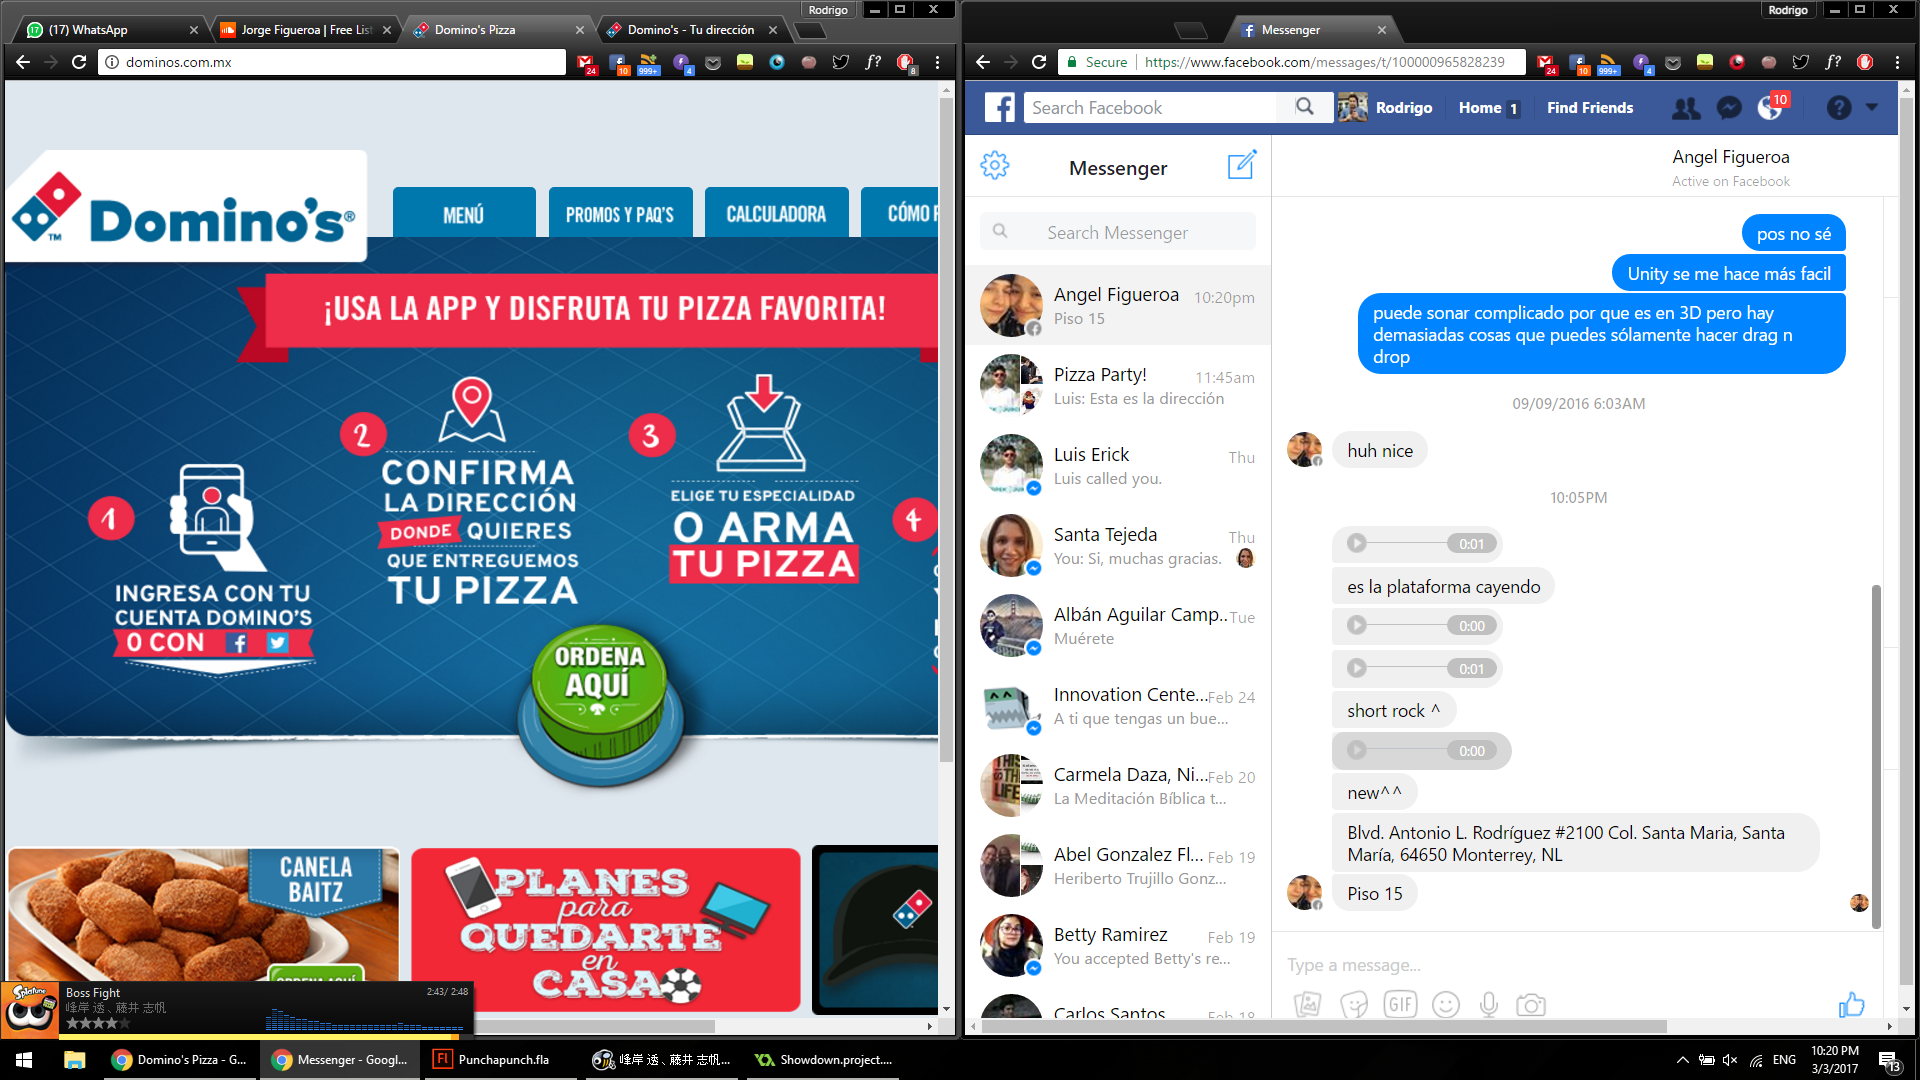 Rodrigo
(17) WhatsApp
Jorge Figueroa | Free List
Domino's Pizza
Domino's - Tu dirección
dominos.com.mx
24
10
999+
4
8
Domino's®
TM
MENÚ
PROMOS Y PAQ'S
CALCULADORA
¡USA LA APP Y DISFRUTA TU PIZZA FAVORITA!
1
INGRESA CON TU
CUENTA DOMINO'S
O CON
2
CONFIRMA
LA DIRECCIÓN
DONDE QUIERES
QUE ENTREGUEMOS
TU PIZZA
3
ELIGE TU ESPECIALIDAD
O ARMA
TU PIZZA
4
ORDENA
AQUÍ
CANELA
BAITZ
ORDENA AQUÍ
PLANES
para
QUEDARTE
en
CASA
Splatune
Boss Fight
2:43/ 2:48
峰岸 透、藤井 志帆
Rodrigo
Messenger
Secure
https://www.facebook.com/messages/t/100000965828239
24
10
999+
4
Search Facebook
Rodrigo
Home 1
Find Friends
10
Messenger
Search Messenger
Angel Figueroa
10:20pm
Piso 15
Pizza Party!
11:45am
Luis: Esta es la dirección
Luis Erick
Thu
Luis called you.
Santa Tejeda
Thu
You: Si, muchas gracias.
Albán Aguilar Camp..
Tue
Muérete
Innovation Cente...
Feb 24
A ti que tengas un bue...
Carmela Daza, Ni...
Feb 20
La Meditación Bíblica t...
Abel Gonzalez Fl...
Feb 19
Heriberto Trujillo Gonz...
Betty Ramirez
Feb 19
You accepted Betty's re...
Carlos Santos
Feb 18
Angel Figueroa
Active on Facebook
pos no sé
Unity se me hace más facil
puede sonar complicado por que es en 3D pero hay
demasiadas cosas que puedes sólamente hacer drag n
drop
09/09/2016 6:03AM
huh nice
10:05PM
0:01
es la plataforma cayendo
0:00
0:01
short rock ^
0:00
new^^
Blvd. Antonio L. Rodríguez #2100 Col. Santa Maria, Santa
María, 64650 Monterrey, NL
Piso 15
Type a message...
GIF
Domino's Pizza - G...
Messenger - Googl...
Punchapunch.fla
峰岸 透、藤井 志帆...
Showdown.project....
ENG
10:20 PM
3/3/2017
13